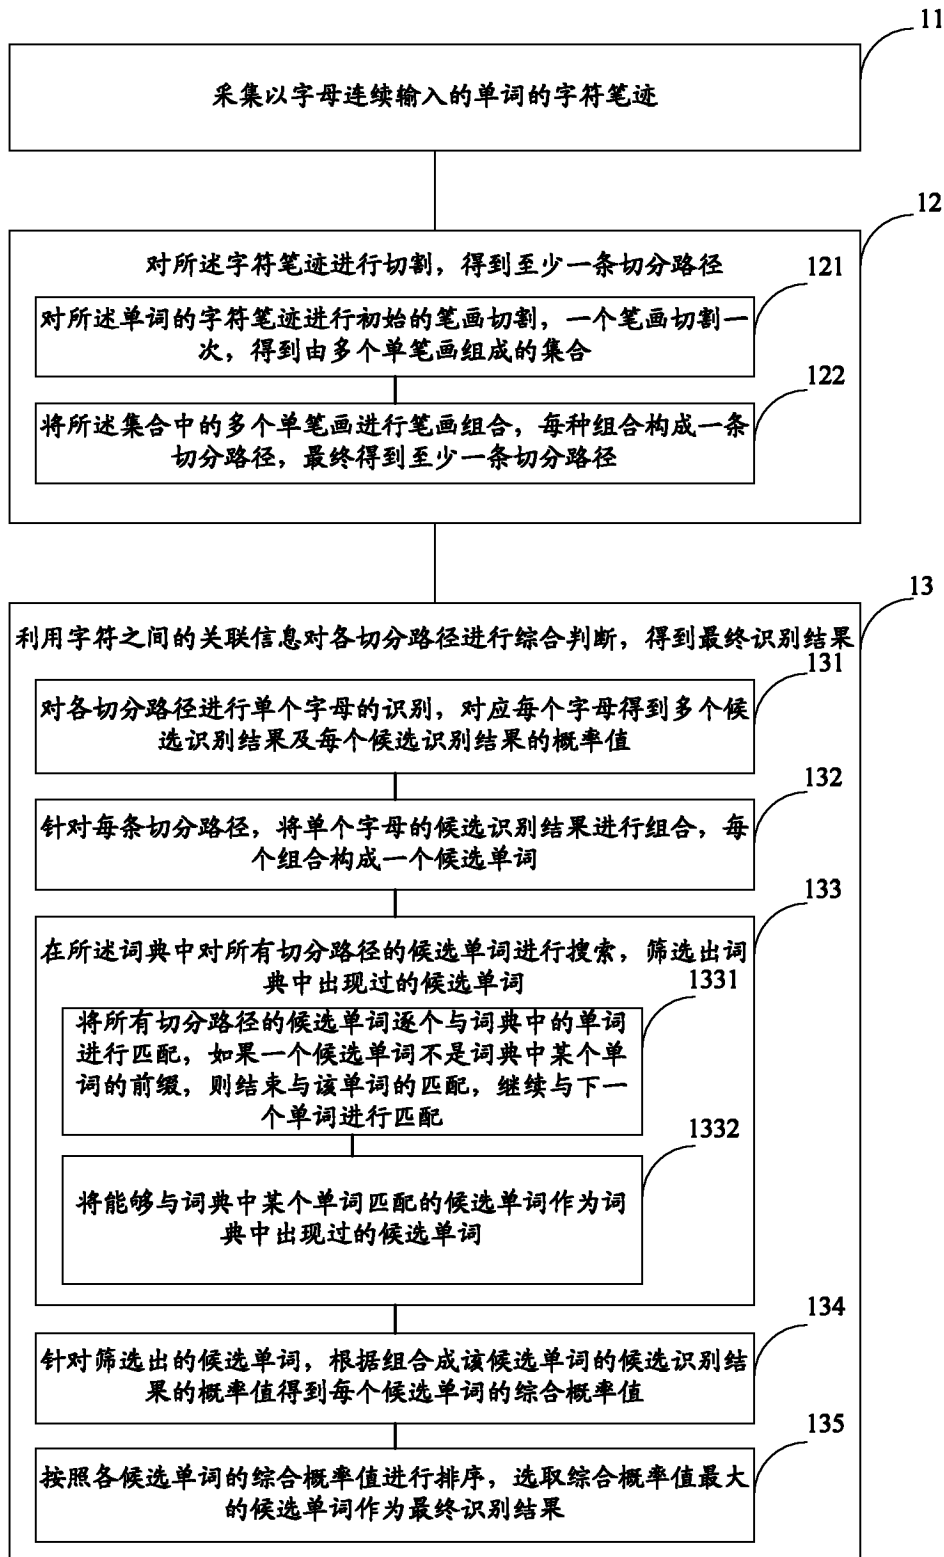 11
采集以字母连续输入的单词的字符笔迹
12
对所述字符笔迹进行切割，得到至少一条切分路径
121
对所述单词的字符笔迹进行初始的笔画切割，一个笔画切割一
次，得到由多个单笔画组成的集合
122
将所述集合中的多个单笔画进行笔画组合，每种组合构成一条
切分路径，最终得到至少一条切分路径
13
利用字符之间的关联信息对各切分路径进行综合判断，得到最终识别结果
131
对各切分路径进行单个字母的识别，对应每个字母得到多个候
选识别结果及每个候选识别结果的概率值
132
针对每条切分路径，将单个字母的候选识别结果进行组合，每
个组合构成一个候选单词
133
在所述词典中对所有切分路径的候选单词进行搜索，筛选出词
典中出现过的候选单词
1331
将所有切分路径的候选单词逐个与词典中的单词
进行匹配，如果一个候选单词不是词典中某个单
词的前缀，则结束与该单词的匹配，继续与下一
个单词进行匹配
1332
将能够与词典中某个单词匹配的候选单词作为词
典中出现过的候选单词
134
针对筛选出的候选单词，根据组合成该候选单词的候选识别结
果的概率值得到每个候选单词的综合概率值
135
按照各候选单词的综合概率值进行排序，选取综合概率值最大
的候选单词作为最终识别结果